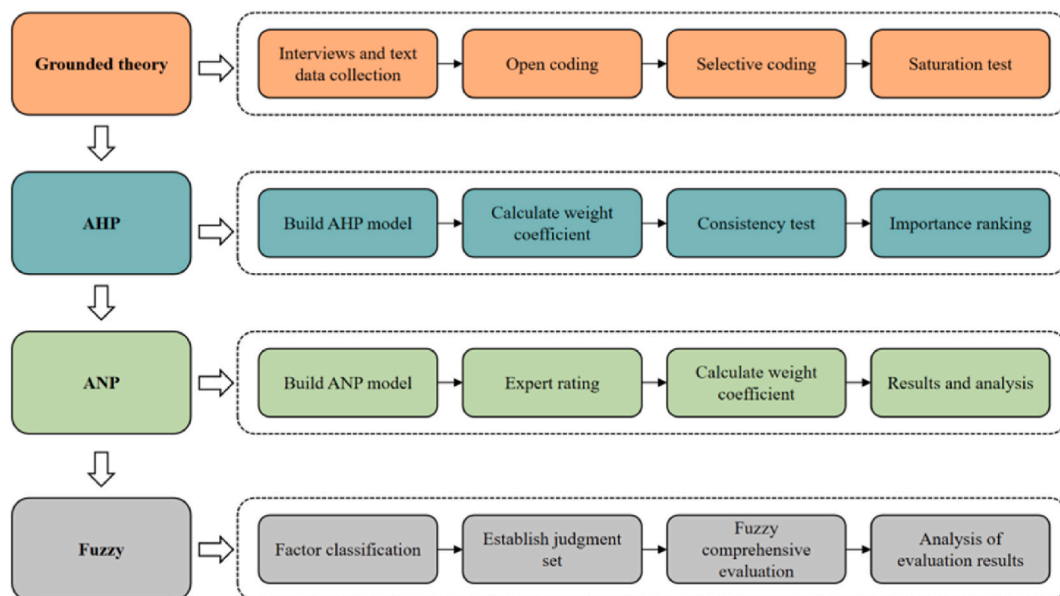 Grounded theory
Interviews and text
data collection
Open coding
Selective coding
Saturation test
AHP
Build AHP model
Calculate weight
coefficient
Consistency test
Importance ranking
ANP
Build ANP model
Expert rating
Calculate weight
coefficient
Results and analysis
Fuzzy
Factor classification
Establish judgment
set
Fuzzy
comprehensive
evaluation
Analysis of
evaluation results